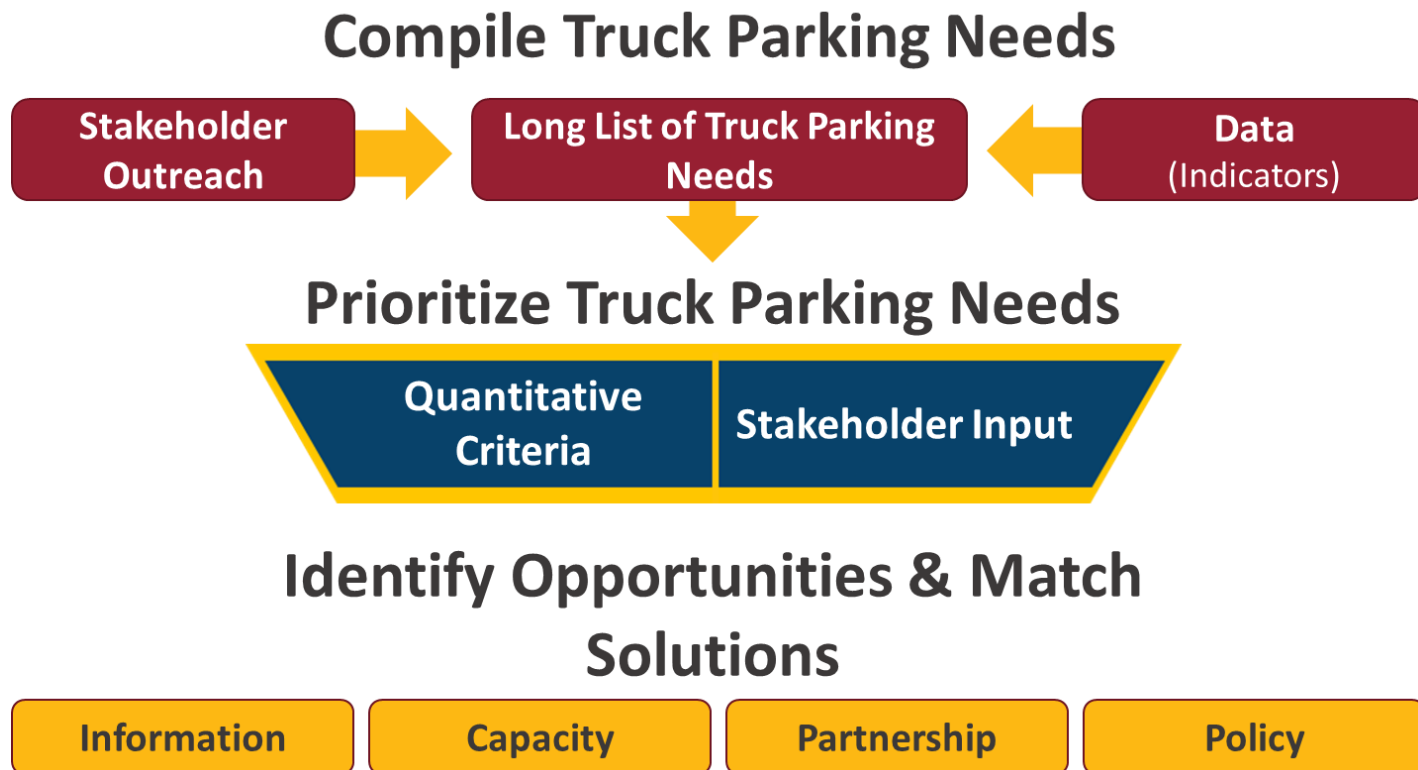 Compile Truck Parking Needs
Stakeholder
Outreach
Long List of Truck Parking
Needs
Data
(Indicators)
Prioritize Truck Parking Needs
Quantitative
Criteria
Stakeholder Input
Identify Opportunities & Match
Solutions
Information
Capacity
Partnership
Policy